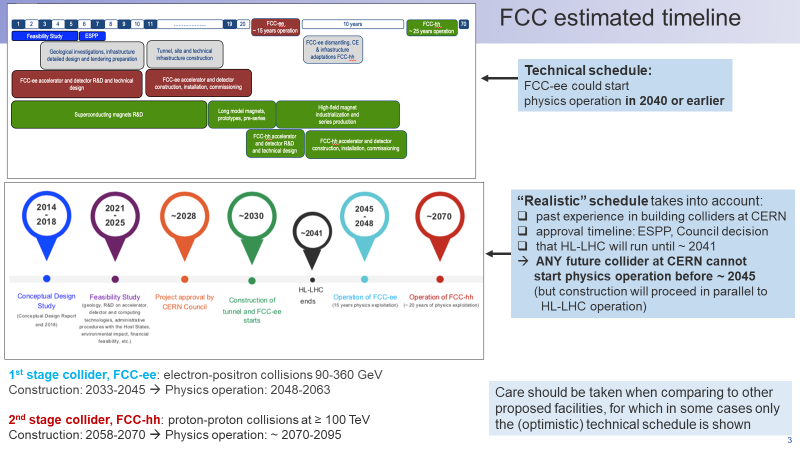 FCC estimated timeline
1 2 3 4 5 6 7 8 9 10 11 ........................ 19 20
FCC-ee,
~ 15 years operation
10 years
FCC-hh,
~ 25 years operation
70
Feasibility Study
ESPP
Geological investigations, infrastructure
detailed design and tendering preparation
Tunnel, site and technical
infrastructure construction
FCC-ee dismantling, CE
& infrastructure
adaptations FCC-hh
FCC-ee accelerator and detector R&D and technical
design
FCC-ee accelerator and detector
construction, installation, commissioning
Superconducting magnets R&D
Long model magnets,
prototypes, pre-series
High-field magnet
industrialization and
series production
FCC-hh accelerator
and detector R&D
and technical design
FCC-hh accelerator and detector
construction, installation, commissioning
Technical schedule:
FCC-ee could start
physics operation in 2040 or earlier
2014
-
2018
2021
-
2025
~2028
~2030
~2041
2045
-
2048
~2070
Conceptual Design
Study
(Conceptual Design Report
end 2018)
Feasibility Study
(geology, R&D on accelerator,
detector and computing
technologies, administrative
procedures with the Host States,
environmental impact, financial
feasibility, etc.)
Project approval by
CERN Council
Construction of
tunnel and FCC-ee
starts
HL-LHC
ends
Operation of FCC-ee
(15 years physics exploitation)
Operation of FCC-hh
(~ 20 years of physics exploitation)
“Realistic” schedule takes into account:
❑ past experience in building colliders at CERN
❑ approval timeline: ESPP, Council decision
❑ that HL-LHC will run until ~ 2041
→ ANY future collider at CERN cannot
start physics operation before ~ 2045
(but construction will proceed in parallel to
HL-LHC operation)
1st stage collider, FCC-ee: electron-positron collisions 90-360 GeV
Construction: 2033-2045 → Physics operation: 2048-2063
2nd stage collider, FCC-hh: proton-proton collisions at ≥ 100 TeV
Construction: 2058-2070 → Physics operation: ~ 2070-2095
Care should be taken when comparing to other
proposed facilities, for which in some cases only
the (optimistic) technical schedule is shown
3